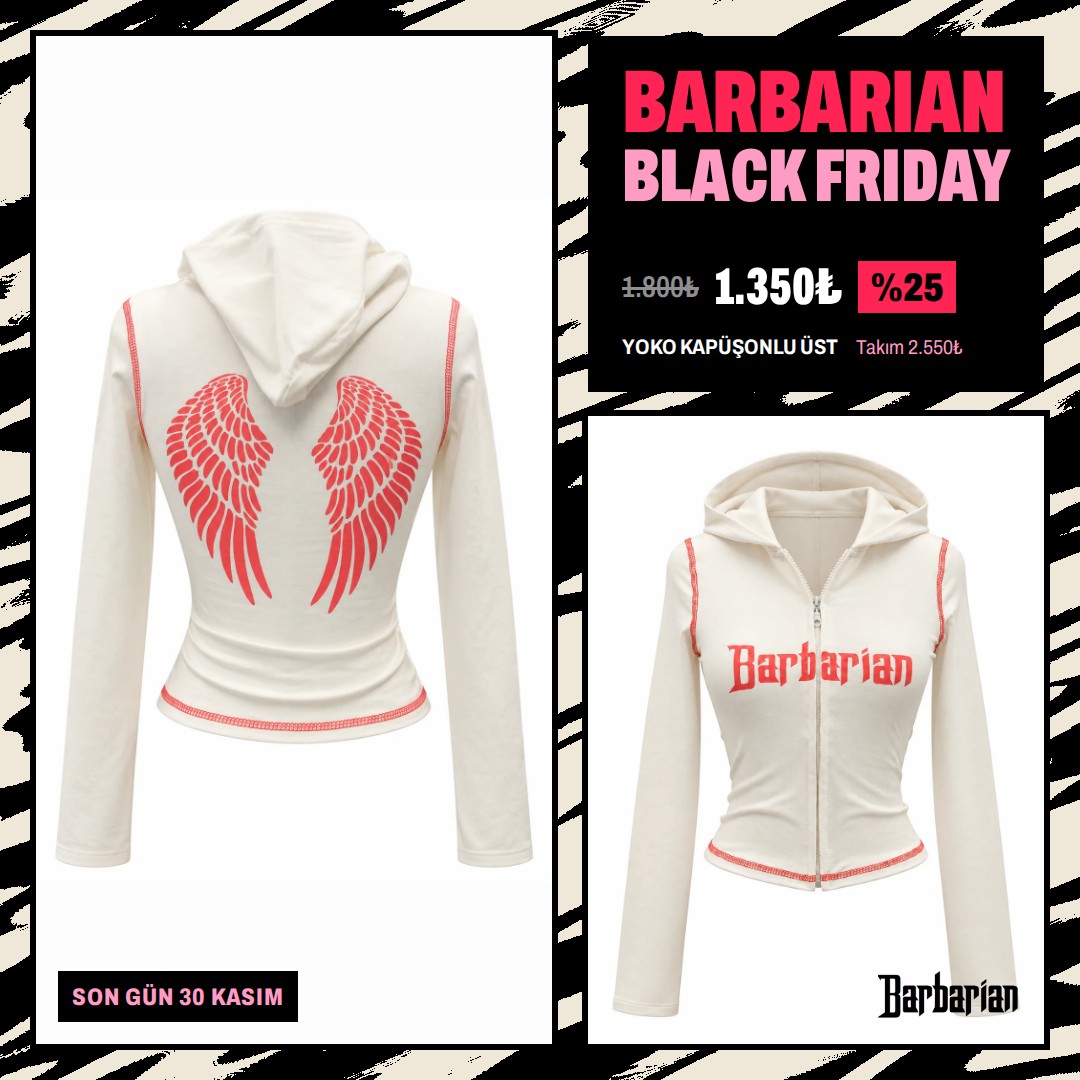 BARBARIAN
BLACK FRIDAY
1.800₺ 1.350₺ %25
YOKO KAPÜŞONLU ÜST Takım 2.550₺
Barbarian
SON GÜN 30 KASIM
Barbarian